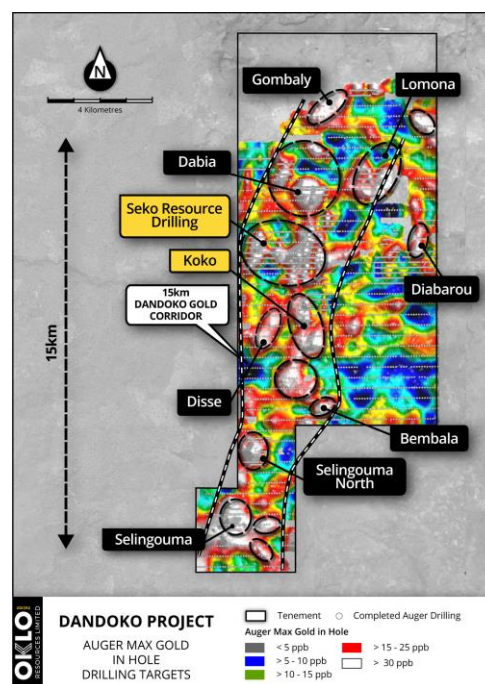 N
4 Kilometres
Gombaly
Lomona
Dabia
Seko Resource
Drilling
Koko
15km
DANDOKO GOLD
CORRIDOR
15km
Diabarou
Disse
Bembala
Selingouma
North
Selingouma
OKLO
RESOURCES LIMITED
DANDOKO PROJECT
AUGER MAX GOLD
IN HOLE
DRILLING TARGETS
Tenement
Completed Auger Drilling
Auger Max Gold in Hole
< 5 ppb
> 15 - 25 ppb
> 5 - 10 ppb
> 30 ppb
> 10 - 15 ppb